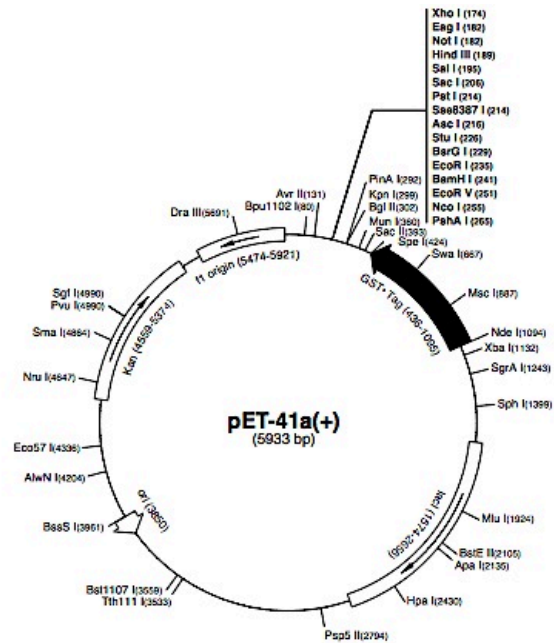 Xho I (174)
Eag I (182)
Not I (182)
Hind III (189)
Sal I (195)
Sac I (206)
Pst I (214)
Sse8387 I (214)
Asc I (216)
Stu I (226)
BsrG I (229)
EcoR I (235)
BamH I (241)
EcoR V (251)
Nco I (255)
PshA I (265)
PinA I(292)
Kpn I(299)
Bgl II(302)
Mun I(360)
Sac II(393)
Spe I(424)
Swa I(667)
Msc I(887)
GST•Tag (436-1095)
Nde I(1094)
Xba I(1132)
SgrA I(1243)
Sph I(1399)
lacI (1574-2656)
Mlu I(1924)
BstE II(2105)
Apa I(2135)
Hpa I(2430)
Psp5 II(2794)
Tth111 I(3533)
Bst1107 I(3559)
BssS I(3961)
ori (3850)
AlwN I(4204)
Eco57 I(4336)
Nru I(4647)
Sma I(4864)
Pvu I(4990)
Sgf I(4990)
Kan (4559-5374)
Dra III(5691)
f1 origin (5474-5921)
Bpu1102 I(80)
Avr II(131)
pET-41a(+)
(5933 bp)